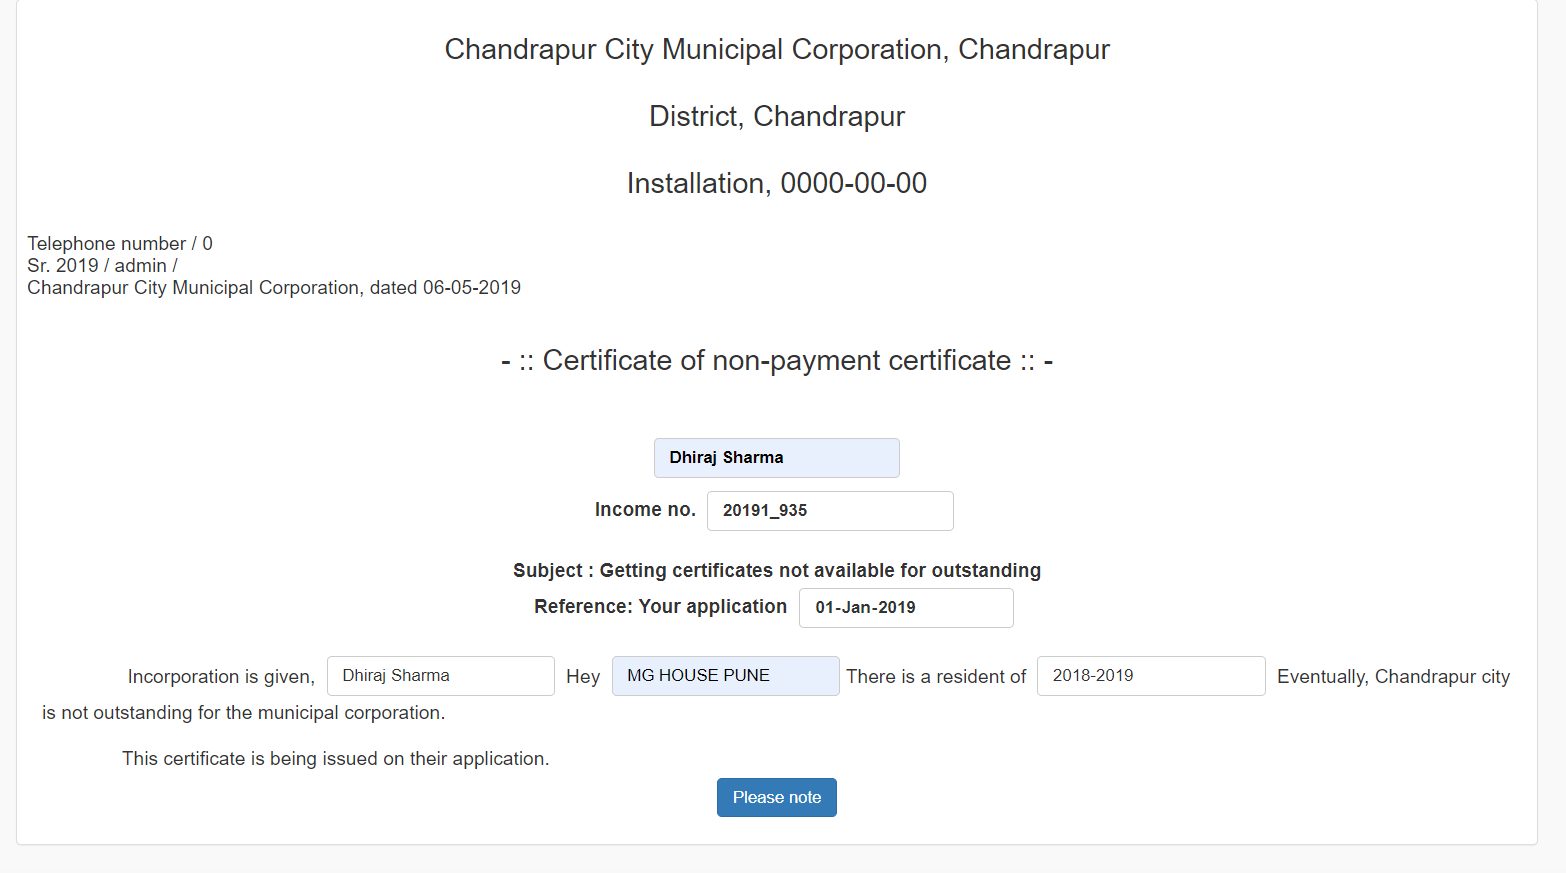 Chandrapur City Municipal Corporation, Chandrapur
District, Chandrapur
Installation, 0000-00-00
Telephone number / 0
Sr. 2019 / admin /
Chandrapur City Municipal Corporation, dated 06-05-2019
- :: Certificate of non-payment certificate :: -
Dhiraj Sharma
Income no. 20191_935
Subject : Getting certificates not available for outstanding
Reference: Your application 01-Jan-2019
Incorporation is given, Dhiraj Sharma Hey MG HOUSE PUNE There is a resident of 2018-2019 Eventually, Chandrapur city
is not outstanding for the municipal corporation.
This certificate is being issued on their application.
Please note